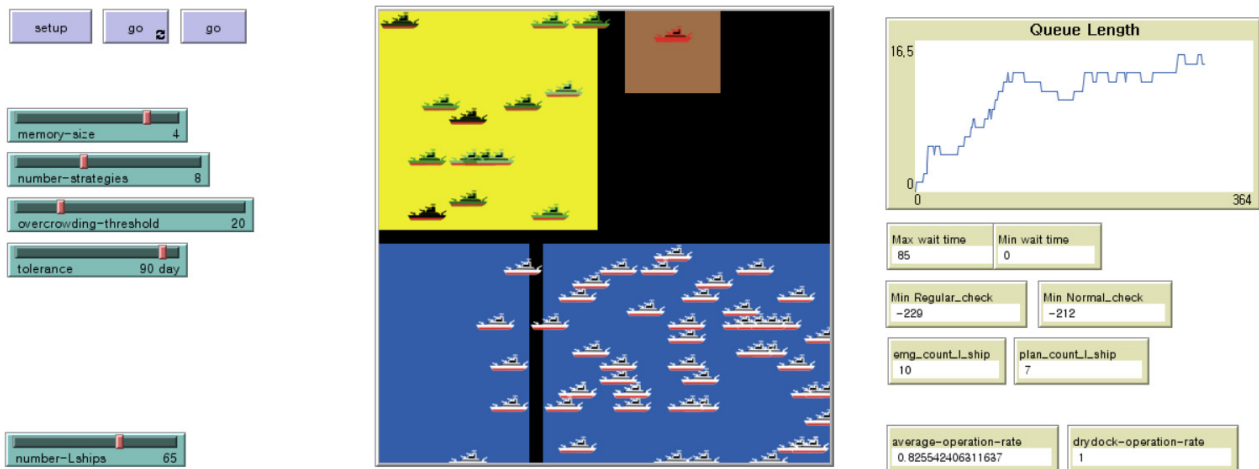 setup
go
go
memory-size 4
number-strategies 8
overcrowding-threshold 20
tolerance 90 day
number-Lships 65
Queue Length
16,5
0
0 364
Max wait time
85
Min wait time
0
Min Regular_check
-229
Min Normal_check
-212
emg_count_l_ship
10
plan_count_l_ship
7
average-operation-rate
0.825542406311637
drydock-operation-rate
1